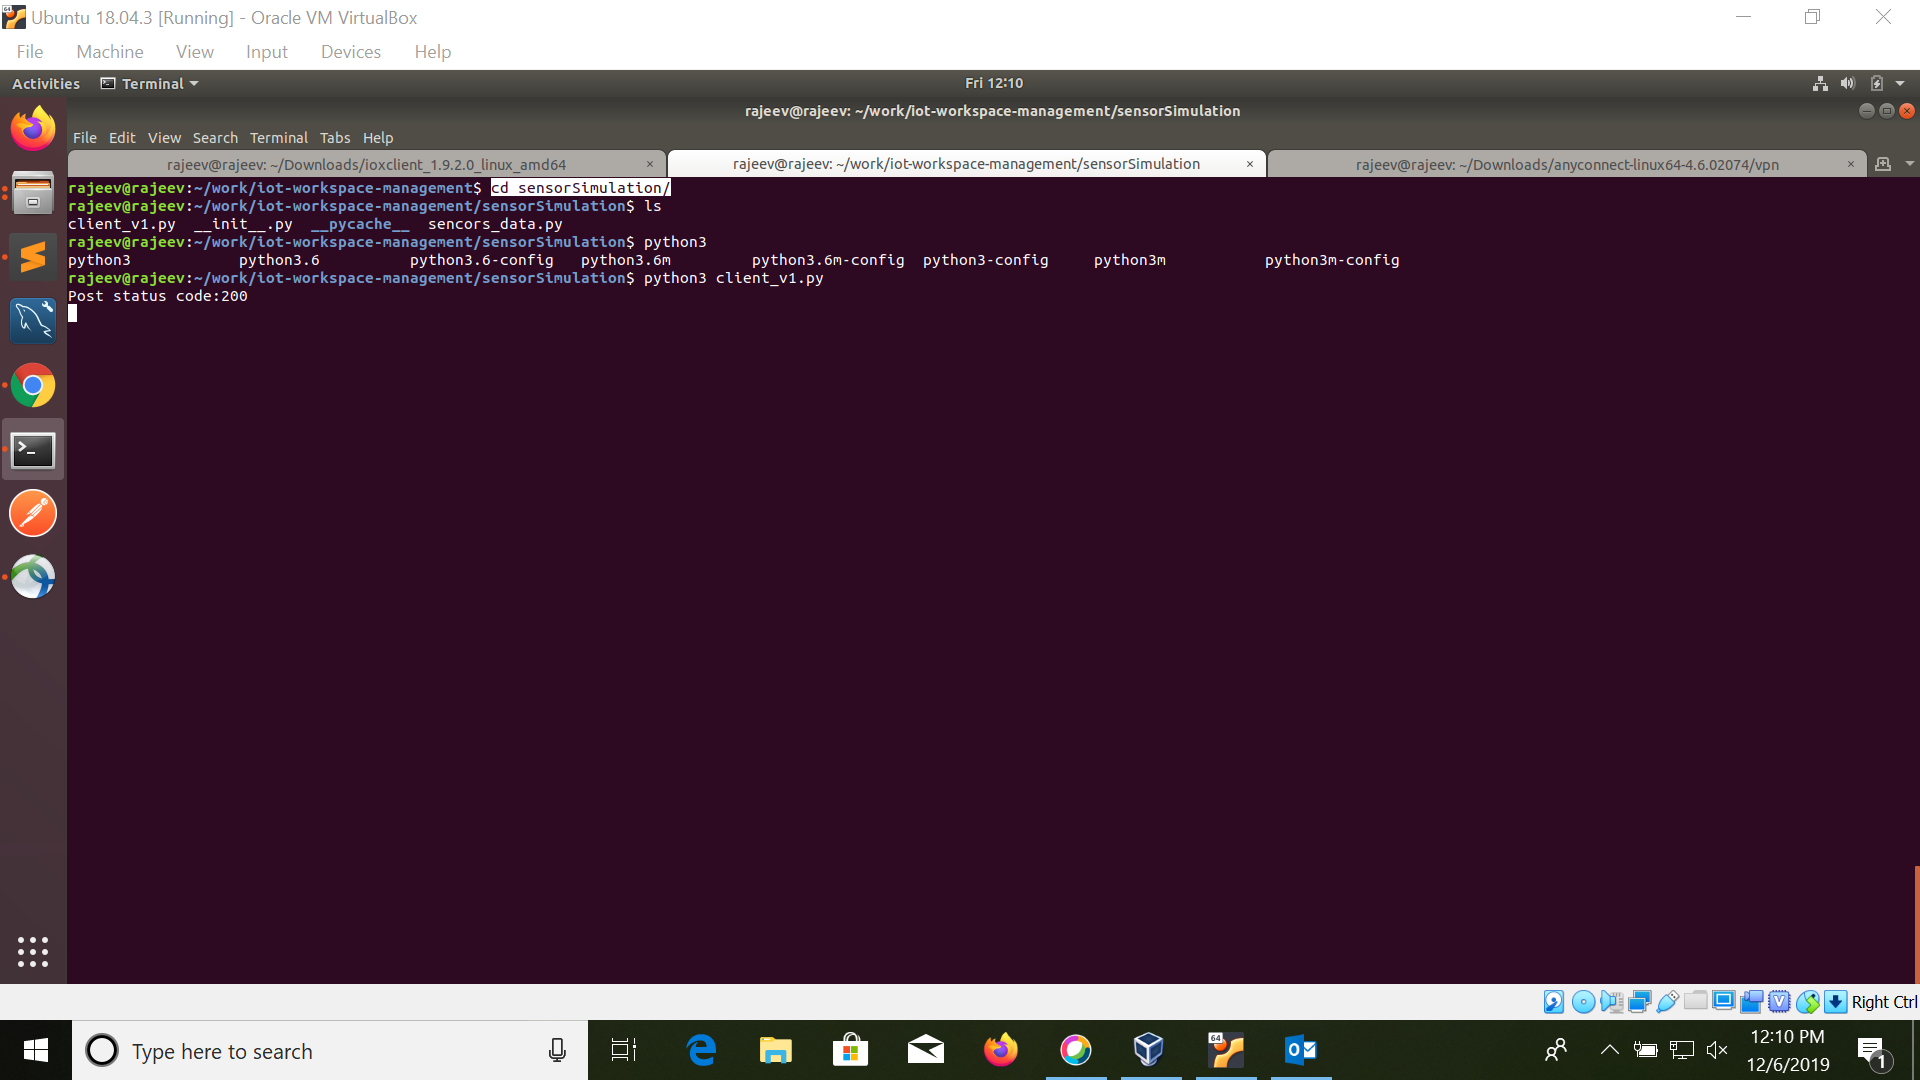 Ubuntu 18.04.3 [Running] - Oracle VM VirtualBox
File Machine View Input Devices Help
Activities Terminal Fri 12:10
rajeev@rajeev: ~/work/iot-workspace-management/sensorSimulation
File Edit View Search Terminal Tabs Help
rajeev@rajeev: ~/Downloads/ioxclient_1.9.2.0_linux_amd64 × rajeev@rajeev: ~/work/iot-workspace-management/sensorSimulation × rajeev@rajeev: ~/Downloads/anyconnect-linux64-4.6.02074/vpn ×
rajeev@rajeev:~/work/iot-workspace-management$ cd sensorSimulation/
rajeev@rajeev:~/work/iot-workspace-management/sensorSimulation$ ls
client_v1.py __init__.py __pycache__ sencors_data.py
rajeev@rajeev:~/work/iot-workspace-management/sensorSimulation$ python3
python3 python3.6 python3.6-config python3.6m python3.6m-config python3-config python3m python3m-config
rajeev@rajeev:~/work/iot-workspace-management/sensorSimulation$ python3 client_v1.py
Post status code:200
Right Ctrl
Type here to search
64
12:10 PM
12/6/2019
1